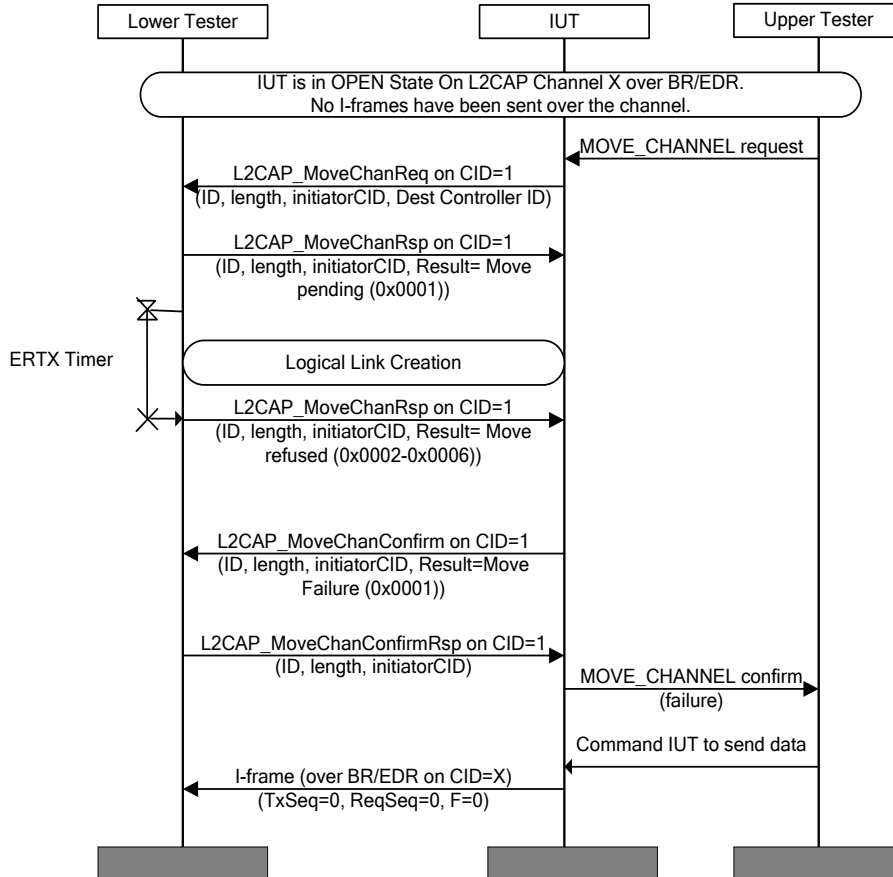 Lower Tester
IUT
Upper Tester
IUT is in OPEN State On L2CAP Channel X over BR/EDR.
No I-frames have been sent over the channel.
MOVE_CHANNEL request
L2CAP_MoveChanReq on CID=1
(ID, length, initiatorCID, Dest Controller ID)
L2CAP_MoveChanRsp on CID=1
(ID, length, initiatorCID, Result= Move
pending (0x0001))
ERTX Timer
Logical Link Creation
L2CAP_MoveChanRsp on CID=1
(ID, length, initiatorCID, Result= Move
refused (0x0002-0x0006))
L2CAP_MoveChanConfirm on CID=1
(ID, length, initiatorCID, Result=Move
Failure (0x0001))
L2CAP_MoveChanConfirmRsp on CID=1
(ID, length, initiatorCID)
MOVE_CHANNEL confirm
(failure)
Command IUT to send data
I-frame (over BR/EDR on CID=X)
(TxSeq=0, ReqSeq=0, F=0)